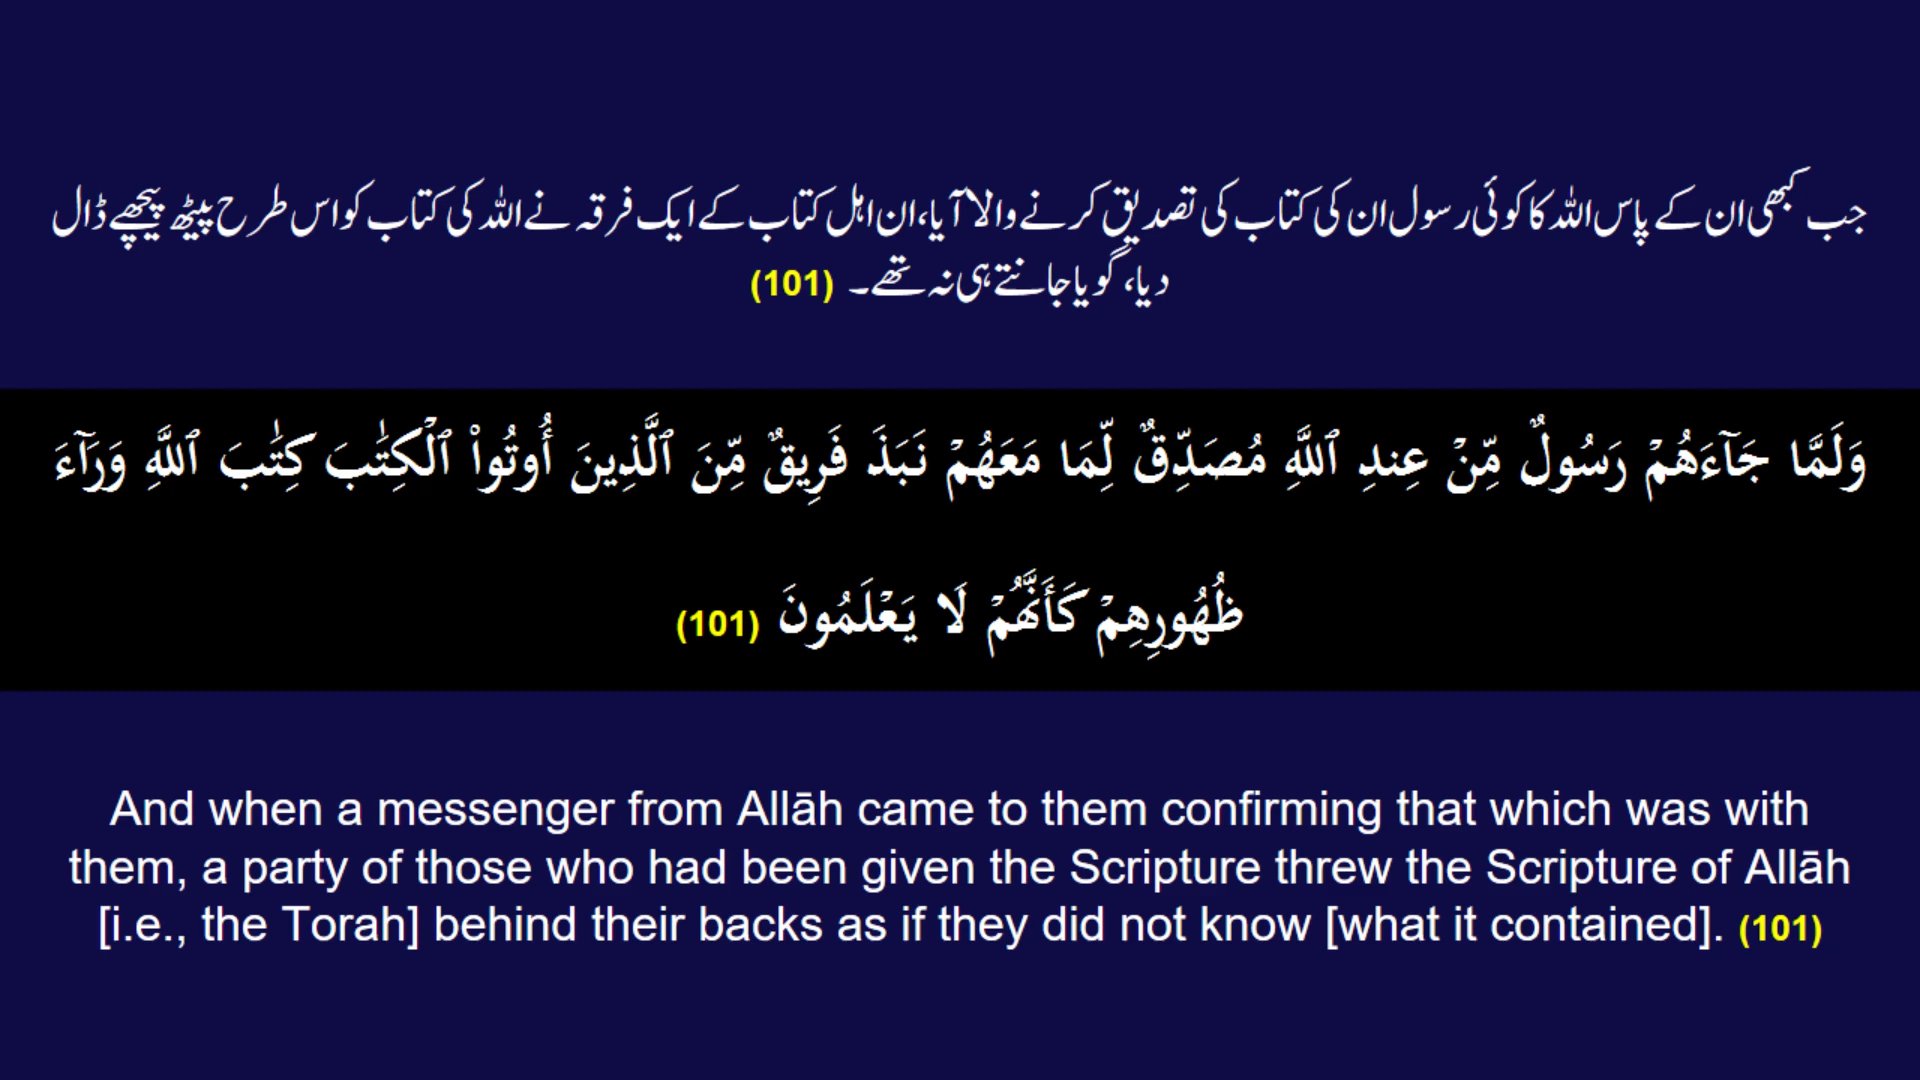 جب کبھی ان کے پاس اللہ کا کوئی رسول ان کی کتاب کی تصدیق کرنے والا آیا، ان اہل کتاب کے ایک فرقہ نے اللہ کی کتاب کو اس طرح پیٹھ پیچھے ڈال
دیا، گویا جانتے ہی نہ تھے۔ (101)
وَلَمَّا جَآءَهُمْ رَسُولٌ مِّنْ عِندِ ٱللَّهِ مُصَدِّقٌ لِّمَا مَعَهُمْ نَبَذَ فَرِيقٌ مِّنَ ٱلَّذِينَ أُوتُوا۟ ٱلْكِتَٰبَ كِتَٰبَ ٱللَّهِ وَرَآءَ
ظُهُورِهِمْ كَأَنَّهُمْ لَا يَعْلَمُونَ (101)
And when a messenger from Allāh came to them confirming that which was with
them, a party of those who had been given the Scripture threw the Scripture of Allāh
[i.e., the Torah] behind their backs as if they did not know [what it contained]. (101)